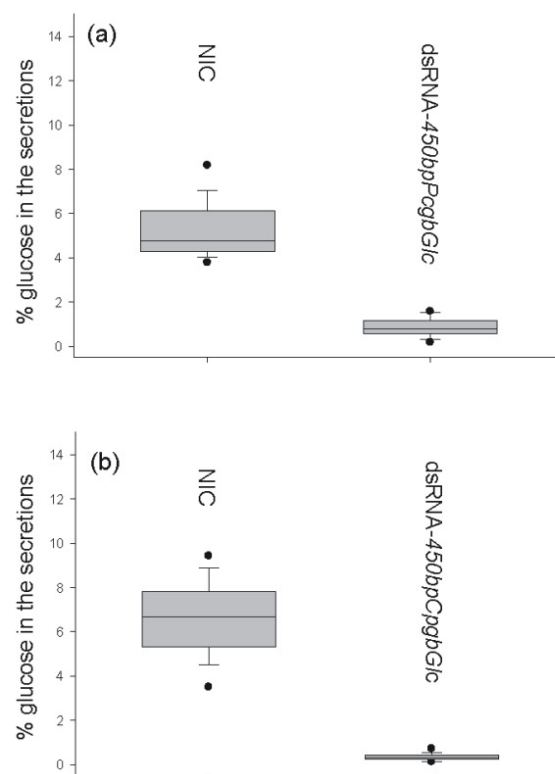 (a)
NIC
dsRNA-450bpPcgbGlc
% glucose in the secretions
14
12
10
8
6
4
2
0
(b)
NIC
dsRNA-450bpCpgbGlc
% glucose in the secretions
14
12
10
8
6
4
2
0